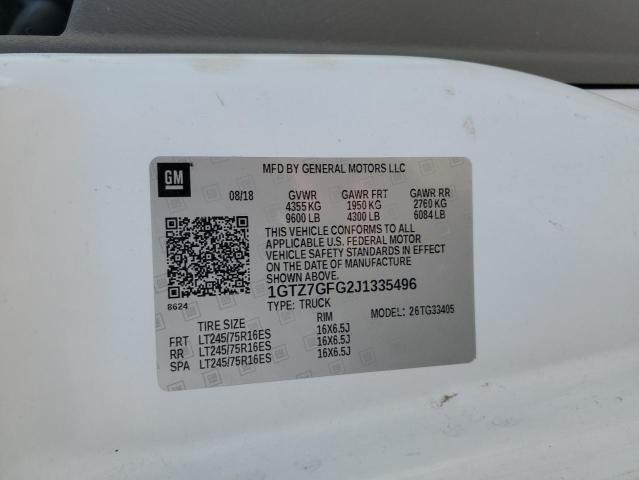 GM
MFD BY GENERAL MOTORS LLC
08/18 GVWR GAWR FRT GAWR RR
4355 KG 1950 KG 2760 KG
9600 LB 4300 LB 6084 LB
THIS VEHICLE CONFORMS TO ALL
APPLICABLE U.S. FEDERAL MOTOR
VEHICLE SAFETY STANDARDS IN EFFECT
ON THE DATE OF MANUFACTURE
SHOWN ABOVE.
8624
1GTZ7GFG2J1335496
TYPE: TRUCK MODEL: 26TG33405
TIRE SIZE RIM
FRT LT245/75R16ES 16X6.5J
RR LT245/75R16ES 16X6.5J
SPA LT245/75R16ES 16X6.5J